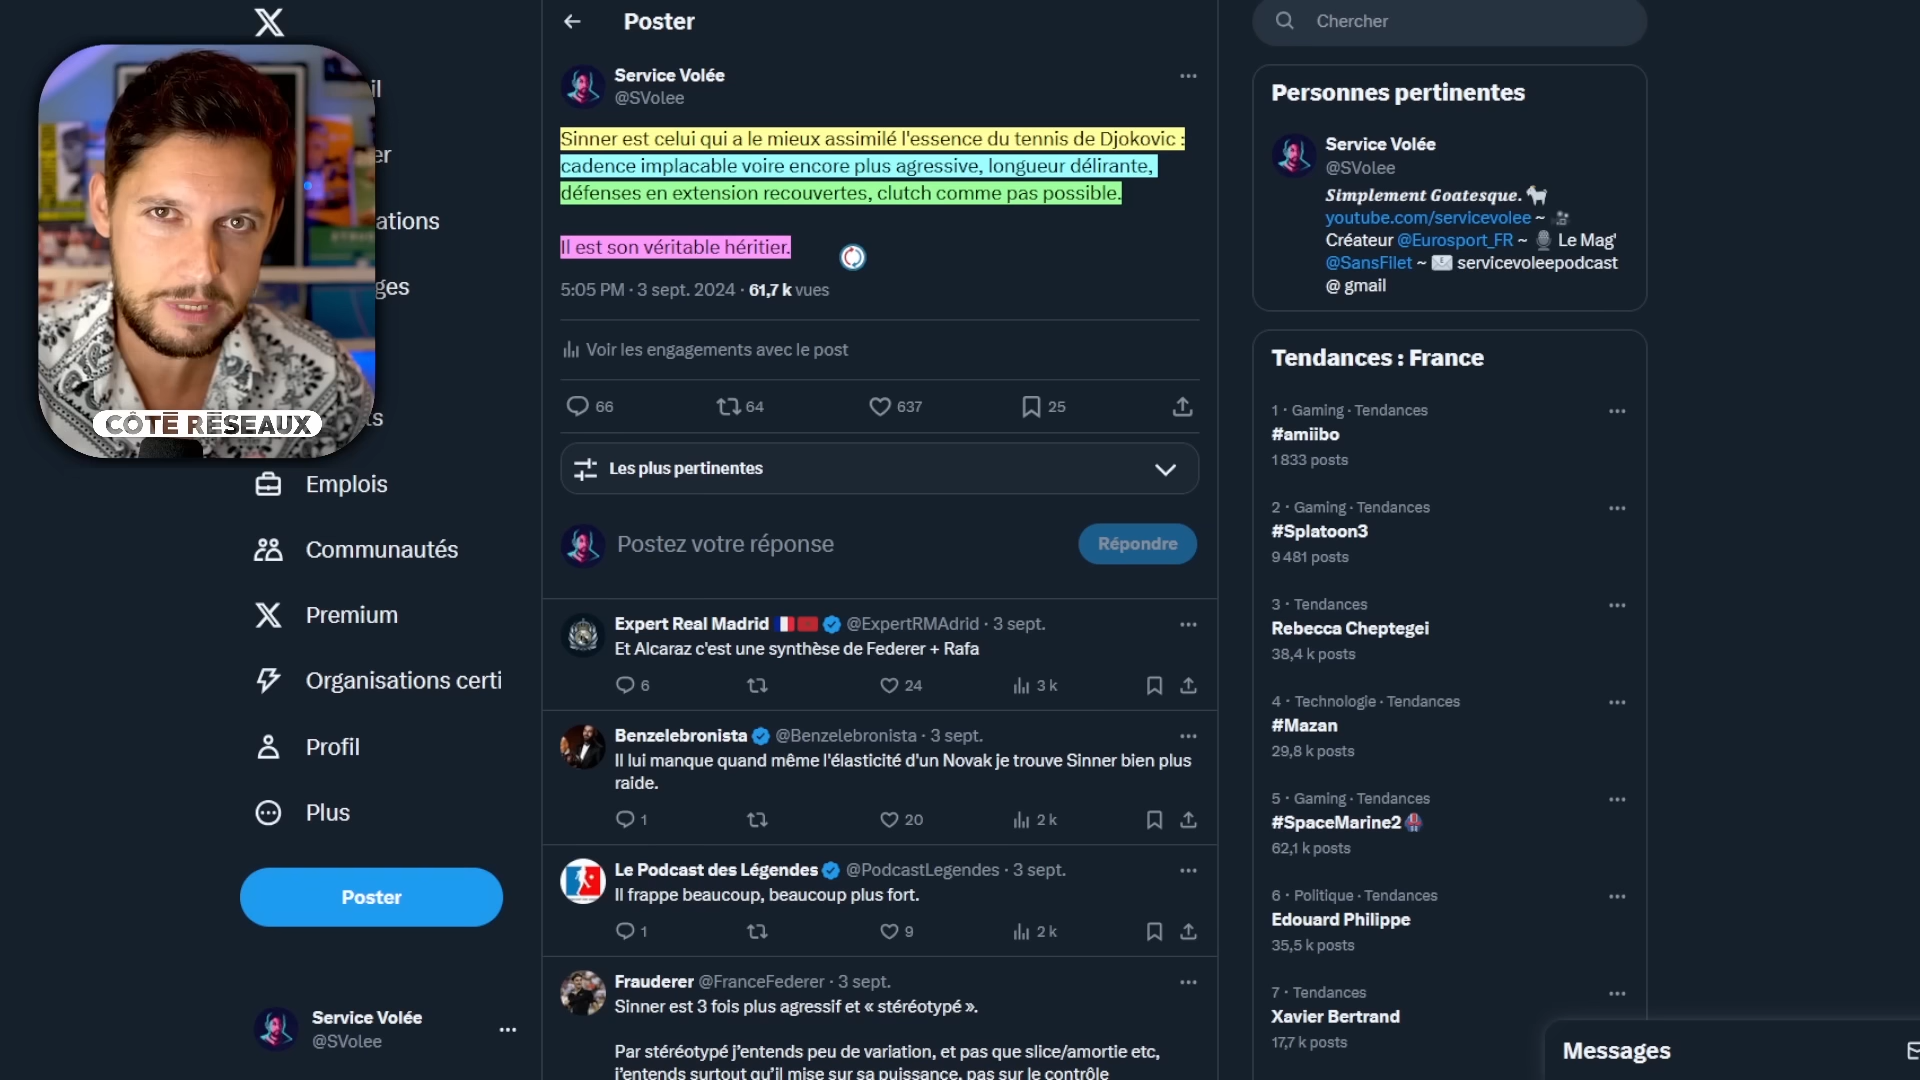 Poster
Chercher
Service Volée
@SVolee
Sinner est celui qui a le mieux assimilé l'essence du tennis de Djokovic :
cadence implacable voire encore plus agressive, longueur délirante,
défenses en extension recouvertes, clutch comme pas possible.
Il est son véritable héritier.
5:05 PM · 3 sept. 2024 · 61,7 k vues
Voir les engagements avec le post
66
64
637
25
Les plus pertinentes
Postez votre réponse
Répondre
Expert Real Madrid @ExpertRMAdrid · 3 sept.
Et Alcaraz c'est une synthèse de Federer + Rafa
6
24
3 k
Benzelebronista @Benzelebronista · 3 sept.
Il lui manque quand même l'élasticité d'un Novak je trouve Sinner bien plus
raide.
1
20
2 k
Le Podcast des Légendes @PodcastLegendes · 3 sept.
Il frappe beaucoup, beaucoup plus fort.
1
9
2 k
Frauderer @FranceFederer · 3 sept.
Sinner est 3 fois plus agressif et « stéréotypé ».
Par stéréotypé j'entends peu de variation, et pas que slice/amortie etc,
j'entends surtout qu'il mise sur sa puissance, pas sur le contrôle
il
er
ations
ges
ts
CÔTÉ RÉSEAUX
Emplois
Communautés
Premium
Organisations certi
Profil
Plus
Poster
Service Volée
@SVolee
Personnes pertinentes
Service Volée
@SVolee
Simplement Goatesque.
youtube.com/servicevolee ~
Créateur @Eurosport_FR ~ Le Mag'
@SansFilet ~ servicevoleepodcast
@ gmail
Tendances : France
1 · Gaming · Tendances
#amiibo
1 833 posts
2 · Gaming · Tendances
#Splatoon3
9 481 posts
3 · Tendances
Rebecca Cheptegei
38,4 k posts
4 · Technologie · Tendances
#Mazan
29,8 k posts
5 · Gaming · Tendances
#SpaceMarine2
62,1 k posts
6 · Politique · Tendances
Edouard Philippe
35,5 k posts
7 · Tendances
Xavier Bertrand
17,7 k posts
Messages